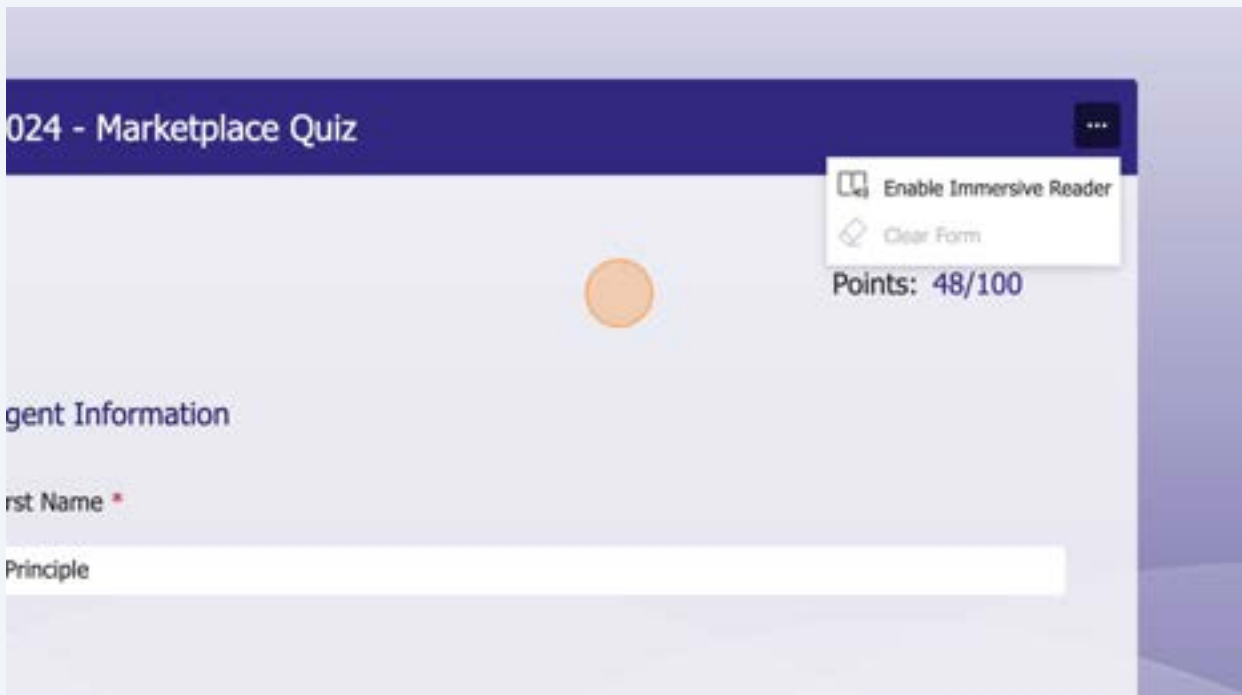 024 - Marketplace Quiz
...
Enable Immersive Reader
Clear Form
Points: 48/100
gent Information
rst Name *
Principle